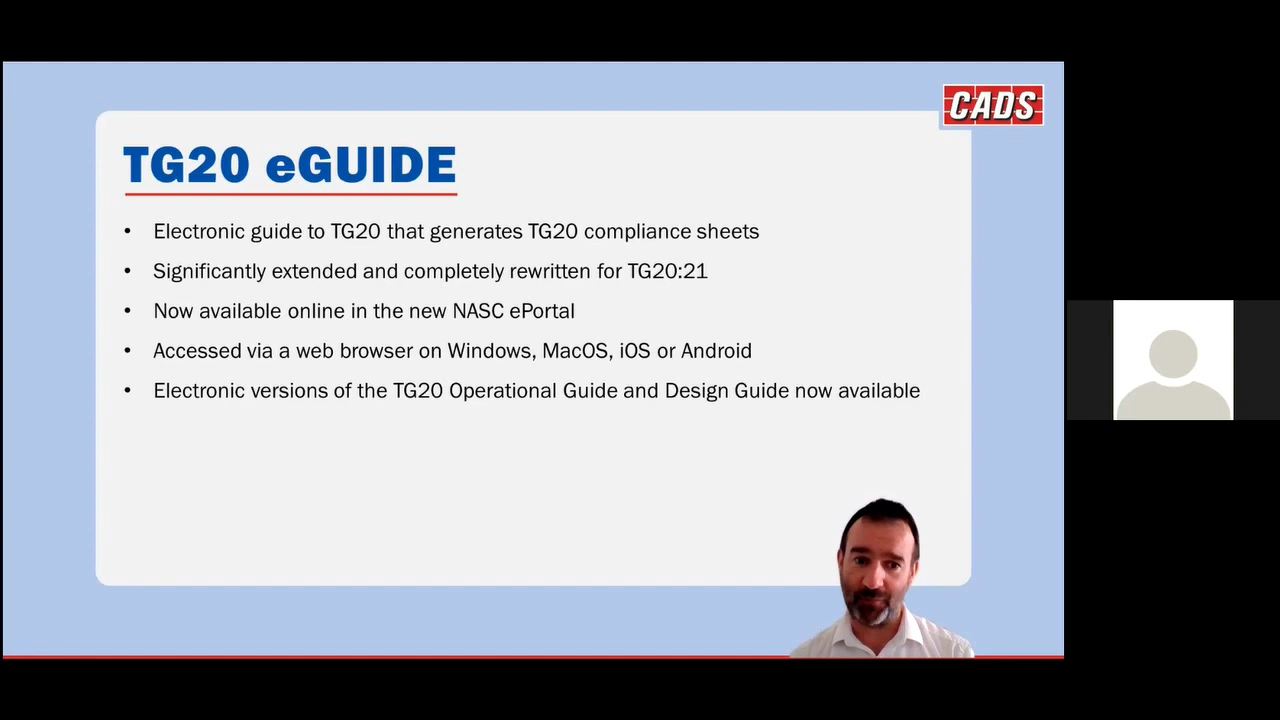 CADS
TG20 eGUIDE
• Electronic guide to TG20 that generates TG20 compliance sheets
• Significantly extended and completely rewritten for TG20:21
• Now available online in the new NASC ePortal
• Accessed via a web browser on Windows, MacOS, iOS or Android
• Electronic versions of the TG20 Operational Guide and Design Guide now available